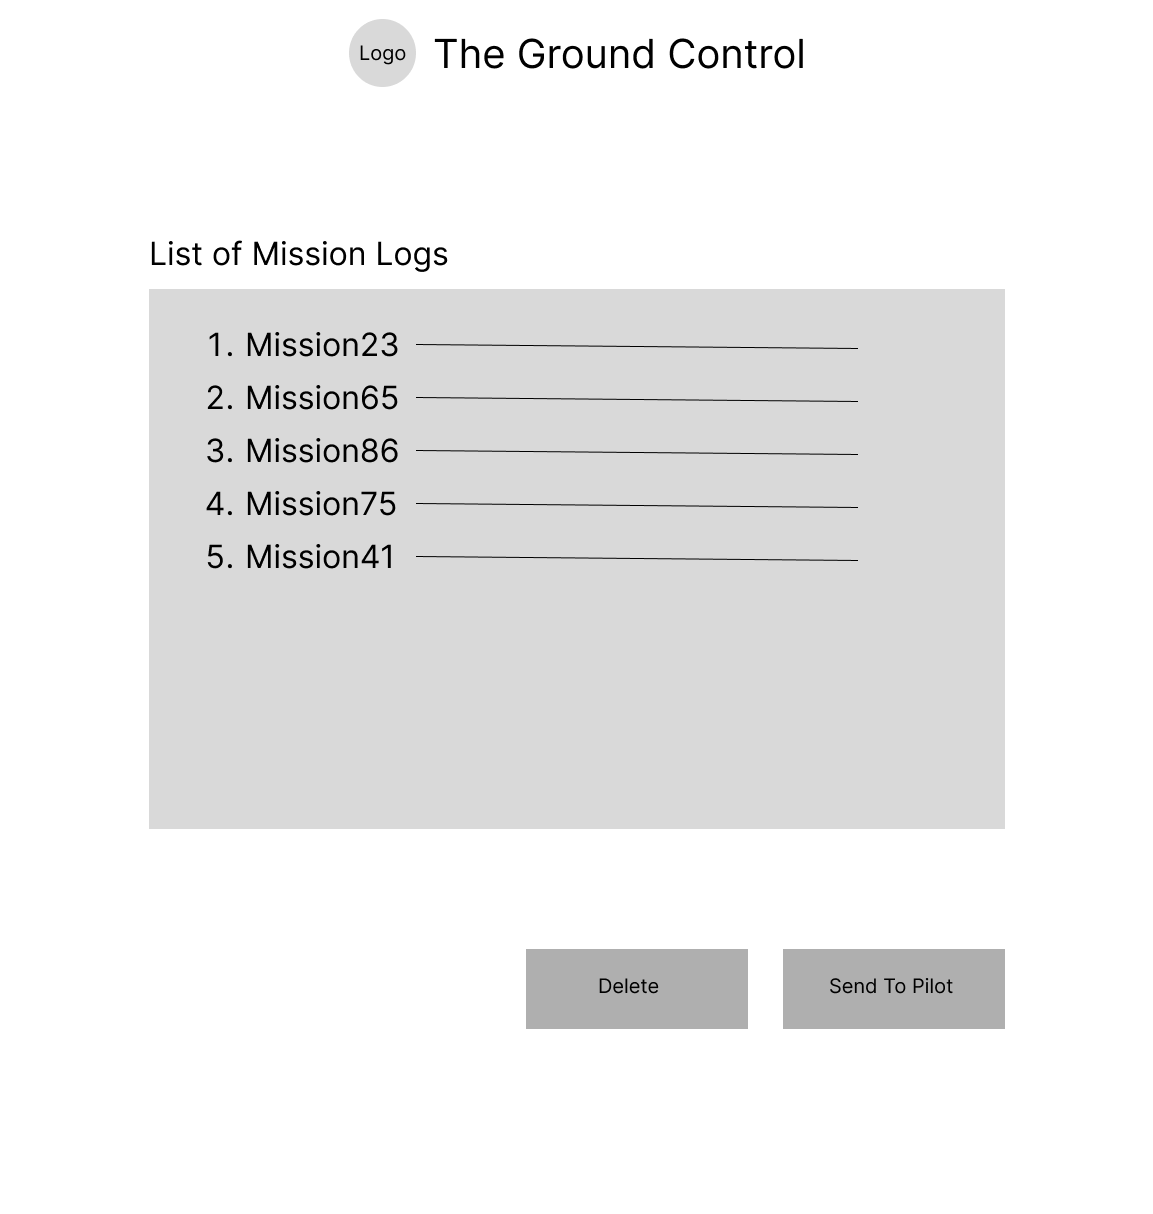 Logo
The Ground Control
List of Mission Logs
1. Mission23
2. Mission65
3. Mission86
4. Mission75
5. Mission41
Delete
Send To Pilot